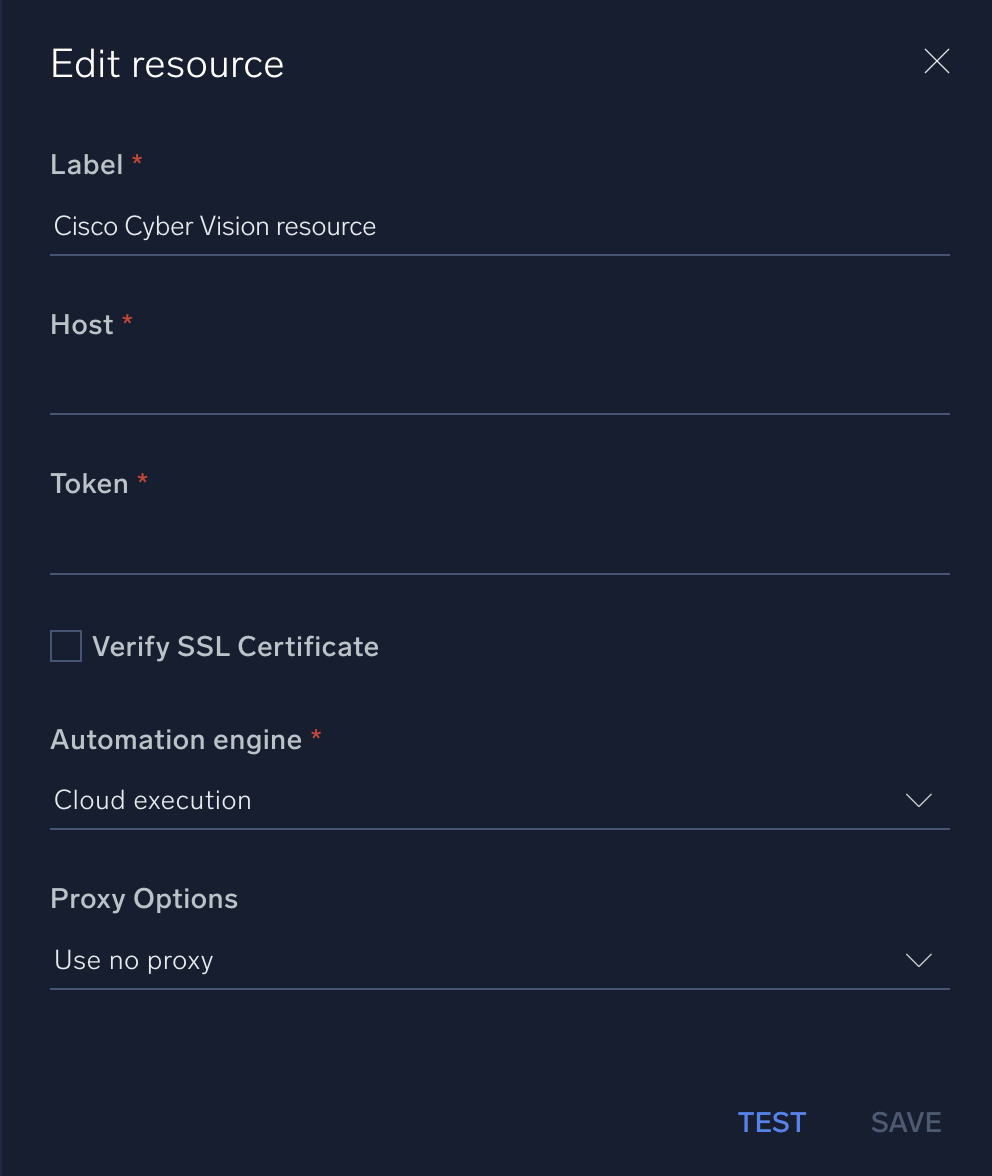 Edit resource
Label *
Cisco Cyber Vision resource
Host *
Token *
Verify SSL Certificate
Automation engine *
Cloud execution
Proxy Options
Use no proxy
TEST SAVE